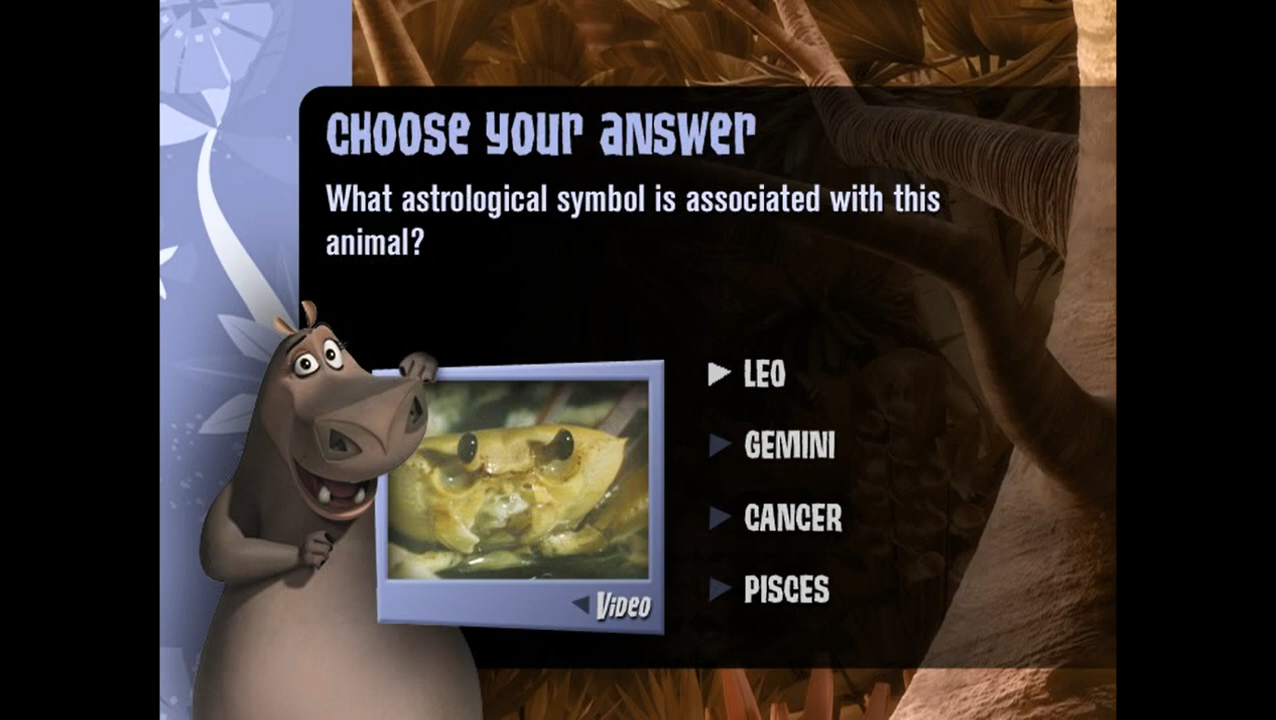 CHOOSE YOUR ANSWER
What astrological symbol is associated with this
animal?
LEO
GEMINI
CANCER
PISCES
VIDEO